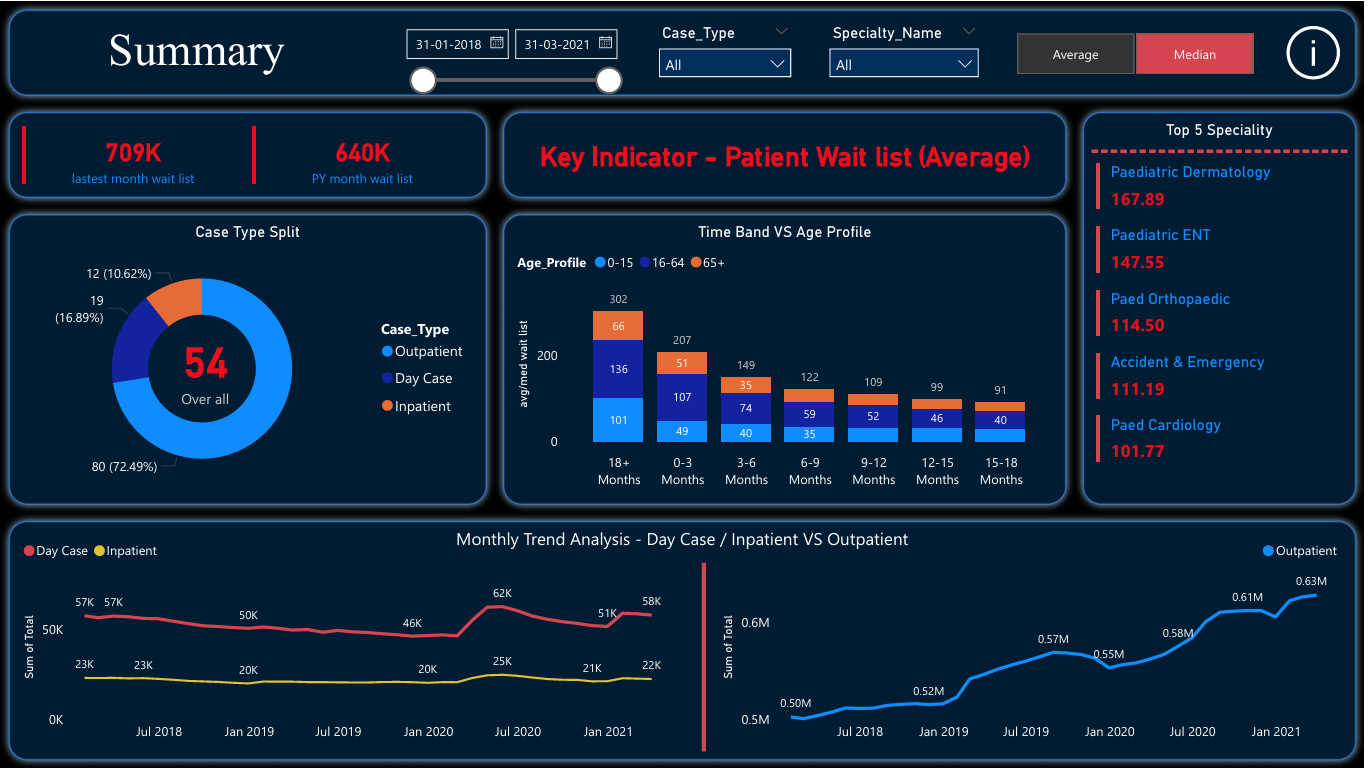 Summary
31-01-2018
31-03-2021
Case_Type
All
Specialty_Name
All
Average
Median
i
709K
lastest month wait list
640K
PY month wait list
Key Indicator - Patient Wait list (Average)
Top 5 Speciality
Paediatric Dermatology
167.89
Paediatric ENT
147.55
Paed Orthopaedic
114.50
Accident & Emergency
111.19
Paed Cardiology
101.77
Case Type Split
12 (10.62%)
19
(16.89%)
80 (72.49%)
54
Over all
Case_Type
Outpatient
Day Case
Inpatient
Time Band VS Age Profile
Age_Profile 0-15 16-64 65+
avg/med wait list
200
0
302
66
136
101
207
51
107
49
149
35
74
40
122
59
35
109
52
99
46
91
40
18+
Months
0-3
Months
3-6
Months
6-9
Months
9-12
Months
12-15
Months
15-18
Months
Monthly Trend Analysis - Day Case / Inpatient VS Outpatient
Day Case Inpatient
Sum of Total
50K
0K
57K 57K 50K 46K 62K 51K 58K
23K 23K 20K 20K 25K 21K 22K
Jul 2018 Jan 2019 Jul 2019 Jan 2020 Jul 2020 Jan 2021
Outpatient
Sum of Total
0.6M
0.5M
0.50M 0.52M 0.57M 0.55M 0.58M 0.61M 0.63M
Jul 2018 Jan 2019 Jul 2019 Jan 2020 Jul 2020 Jan 2021